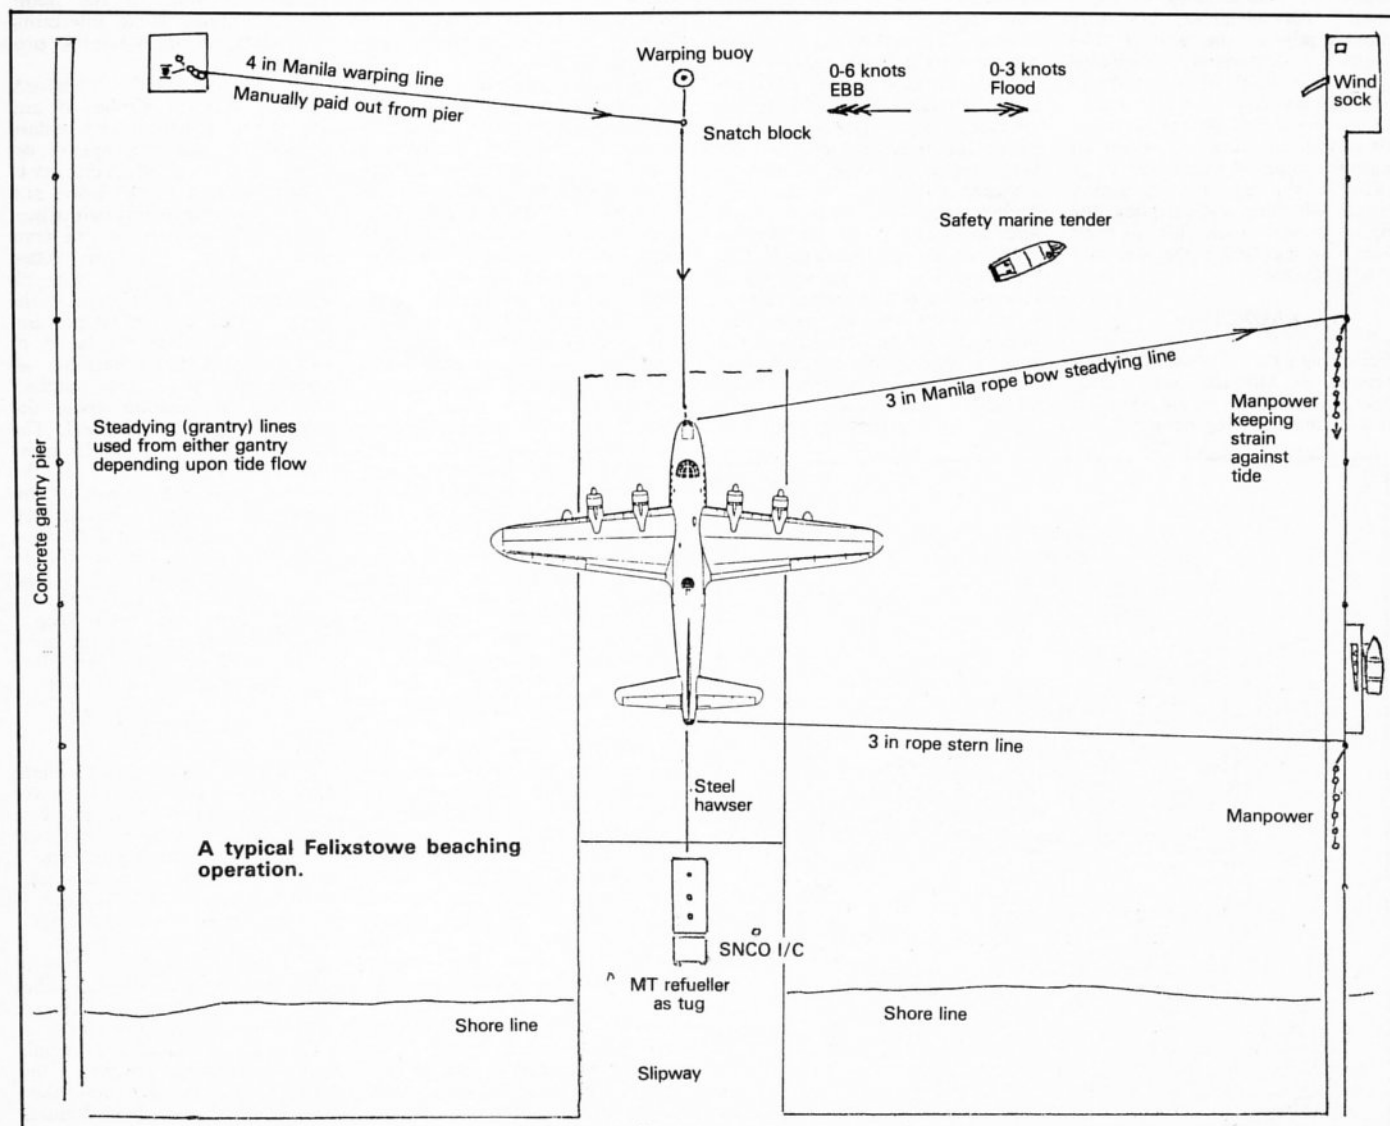 4 in Manila warping line
Manually paid out from pier
Warping buoy
Snatch block
0-6 knots
EBB
0-3 knots
Flood
Wind
sock
Safety marine tender
3 in Manila rope bow steadying line
Manpower
keeping
strain
against
tide
Steadying (grantry) lines
used from either gantry
depending upon tide flow
Concrete gantry pier
3 in rope stern line
Steel
hawser
Manpower
A typical Felixstowe beaching
operation.
SNCO I/C
MT refueller
as tug
Shore line
Shore line
Slipway